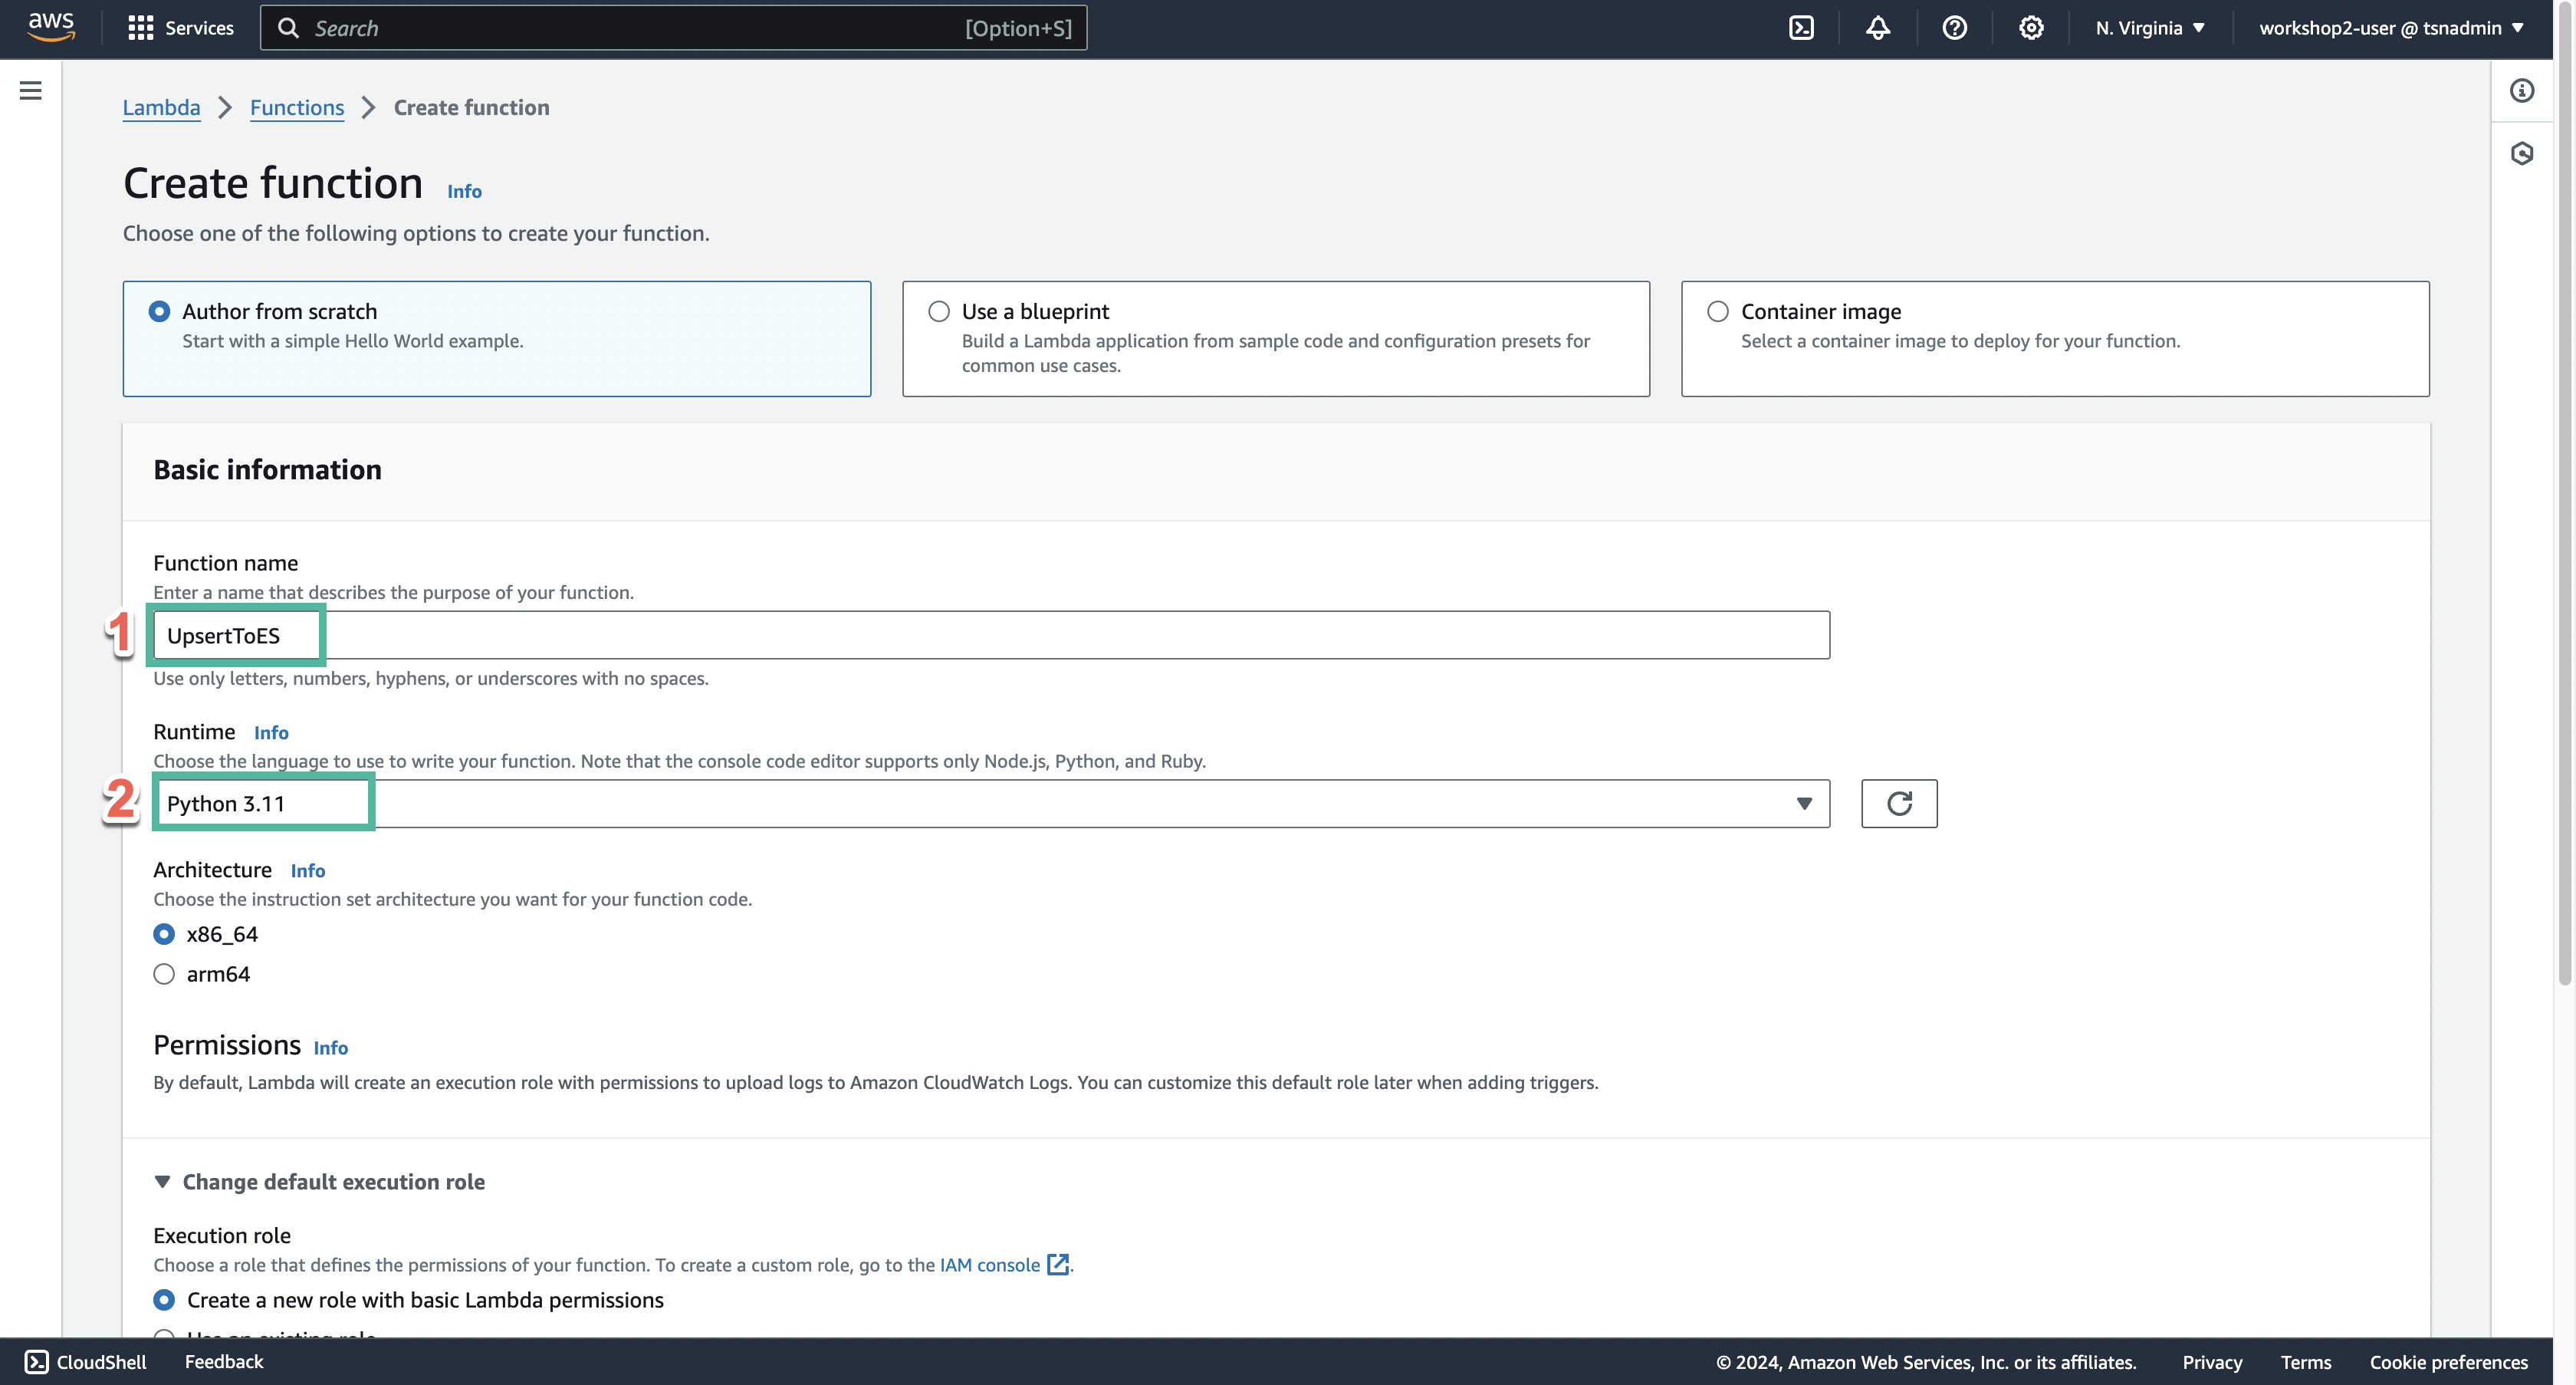 aws
Services
Search
[Option+S]
N. Virginia
workshop2-user @ tsnadmin
Lambda
Functions
Create function
Create function
Info
Choose one of the following options to create your function.
Author from scratch
Start with a simple Hello World example.
Use a blueprint
Build a Lambda application from sample code and configuration presets for
common use cases.
Container image
Select a container image to deploy for your function.
Basic information
Function name
Enter a name that describes the purpose of your function.
1
UpsertToES
Use only letters, numbers, hyphens, or underscores with no spaces.
Runtime
Info
Choose the language to use to write your function. Note that the console code editor supports only Node.js, Python, and Ruby.
2
Python 3.11
Architecture
Info
Choose the instruction set architecture you want for your function code.
x86_64
arm64
Permissions
Info
By default, Lambda will create an execution role with permissions to upload logs to Amazon CloudWatch Logs. You can customize this default role later when adding triggers.
Change default execution role
Execution role
Choose a role that defines the permissions of your function. To create a custom role, go to the IAM console.
Create a new role with basic Lambda permissions
Use an existing role
CloudShell
Feedback
© 2024, Amazon Web Services, Inc. or its affiliates.
Privacy
Terms
Cookie preferences